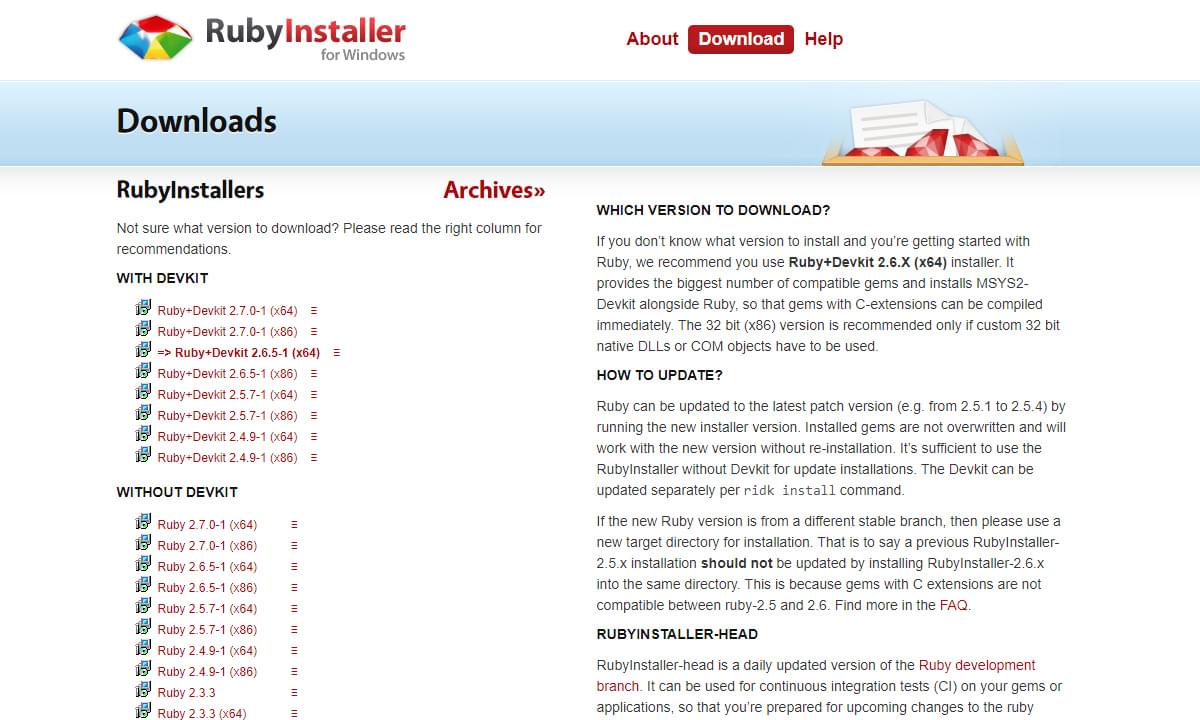 RubyInstaller
for Windows
About Download Help
Downloads
RubyInstallers Archives»
Not sure what version to download? Please read the right column for
recommendations.
WITH DEVKIT
Ruby+Devkit 2.7.0-1 (x64) ≡
Ruby+Devkit 2.7.0-1 (x86) ≡
=> Ruby+Devkit 2.6.5-1 (x64) ≡
Ruby+Devkit 2.6.5-1 (x86) ≡
Ruby+Devkit 2.5.7-1 (x64) ≡
Ruby+Devkit 2.5.7-1 (x86) ≡
Ruby+Devkit 2.4.9-1 (x64) ≡
Ruby+Devkit 2.4.9-1 (x86) ≡
WITHOUT DEVKIT
Ruby 2.7.0-1 (x64) ≡
Ruby 2.7.0-1 (x86) ≡
Ruby 2.6.5-1 (x64) ≡
Ruby 2.6.5-1 (x86) ≡
Ruby 2.5.7-1 (x64) ≡
Ruby 2.5.7-1 (x86) ≡
Ruby 2.4.9-1 (x64) ≡
Ruby 2.4.9-1 (x86) ≡
Ruby 2.3.3 ≡
Ruby 2.3.3 (x64) ≡
WHICH VERSION TO DOWNLOAD?
If you don’t know what version to install and you’re getting started with
Ruby, we recommend you use Ruby+Devkit 2.6.X (x64) installer. It
provides the biggest number of compatible gems and installs MSYS2-
Devkit alongside Ruby, so that gems with C-extensions can be compiled
immediately. The 32 bit (x86) version is recommended only if custom 32 bit
native DLLs or COM objects have to be used.
HOW TO UPDATE?
Ruby can be updated to the latest patch version (e.g. from 2.5.1 to 2.5.4) by
running the new installer version. Installed gems are not overwritten and will
work with the new version without re-installation. It’s sufficient to use the
RubyInstaller without Devkit for update installations. The Devkit can be
updated separately per ridk install command.
If the new Ruby version is from a different stable branch, then please use a
new target directory for installation. That is to say a previous RubyInstaller-
2.5.x installation should not be updated by installing RubyInstaller-2.6.x
into the same directory. This is because gems with C extensions are not
compatible between ruby-2.5 and 2.6. Find more in the FAQ.
RUBYINSTALLER-HEAD
RubyInstaller-head is a daily updated version of the Ruby development
branch. It can be used for continuous integration tests (CI) on your gems or
applications, so that you’re prepared for upcoming changes to the ruby